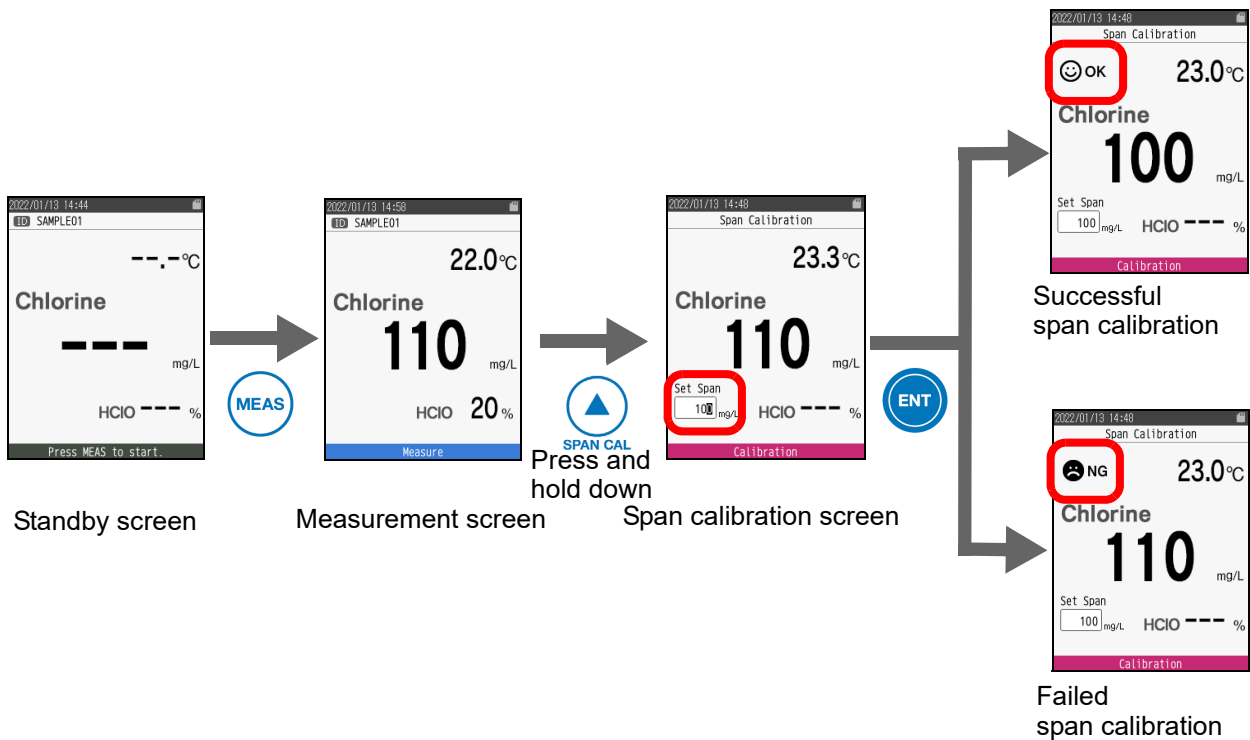 2022/01/13 14:44
ID SAMPLE01
--.-℃
Chlorine
---
mg/L
HClO --- %
Press MEAS to start.
Standby screen
MEAS
2022/01/13 14:58
ID SAMPLE01
22.0℃
Chlorine
110
mg/L
HClO 20 %
Measure
Measurement screen
SPAN CAL
Press and
hold down
2022/01/13 14:48
Span Calibration
23.3℃
Chlorine
110
mg/L
Set Span
100 mg/L HClO --- %
Calibration
Span calibration screen
ENT
2022/01/13 14:48
Span Calibration
OK 23.0℃
Chlorine
100
mg/L
Set Span
100 mg/L HClO --- %
Calibration
Successful
span calibration
2022/01/13 14:48
Span Calibration
NG 23.0℃
Chlorine
110
mg/L
Set Span
100 mg/L HClO --- %
Calibration
Failed
span calibration